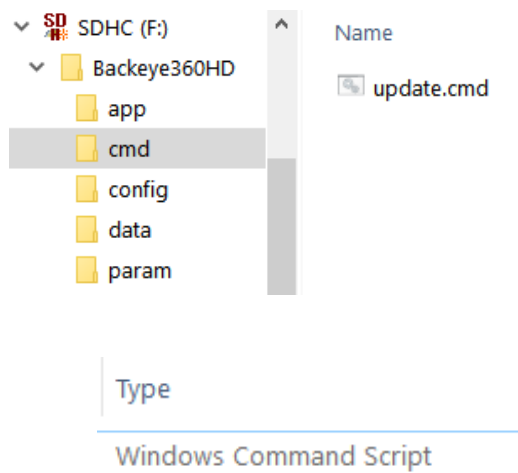 SDHC (F:)
Backeye360HD
app
cmd
config
data
param
Name
update.cmd
Type
Windows Command Script